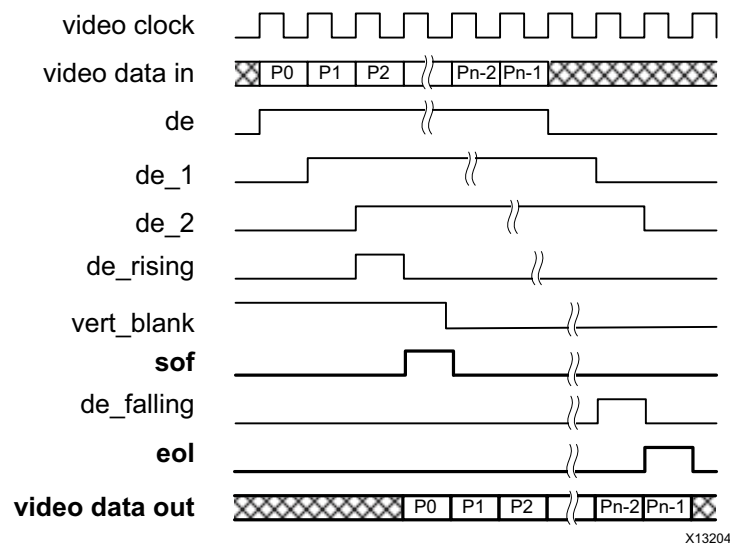 video clock
video data in P0 P1 P2 Pn-2 Pn-1
de
de_1
de_2
de_rising
vert_blank
sof
de_falling
eol
video data out P0 P1 P2 Pn-2 Pn-1
X13204